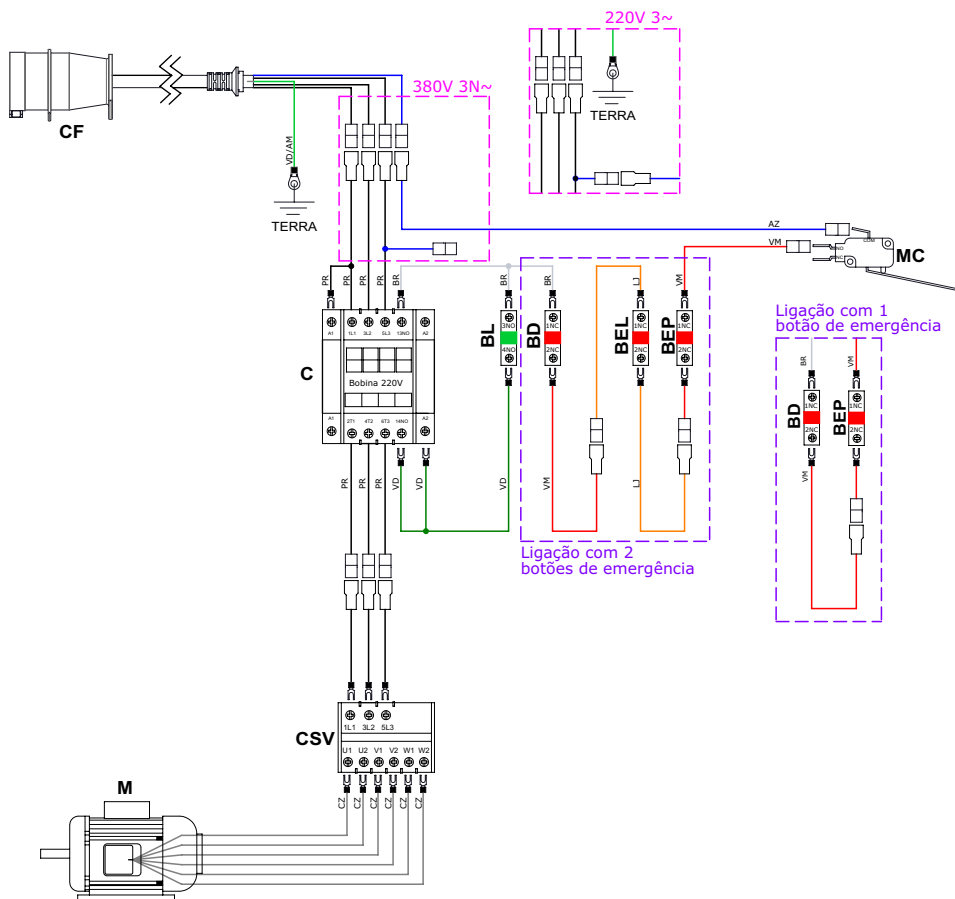 220V 3~
TERRA
CF
VD/AM
TERRA
380V 3N~
AZ
VM
COM
NO
NC
MC
PR
PR
PR
PR
BR
BR
BR
LJ
VM
A1
1L1
3L2
5L3
13NO
A2
C
Bobina 220V
A1
2T1
4T2
6T3
14NO
A2
BL
3NO
4NO
BD
1NC
2NC
BEL
1NC
2NC
BEP
1NC
2NC
PR
PR
PR
VD
VD
VD
VM
LJ
Ligação com 2
botões de emergência
Ligação com 1
botão de emergência
BR
VM
BD
1NC
2NC
BEP
1NC
2NC
VM
CSV
1L1
3L2
5L3
U1
U2
V1
V2
W1
W2
CZ
CZ
CZ
CZ
CZ
CZ
M